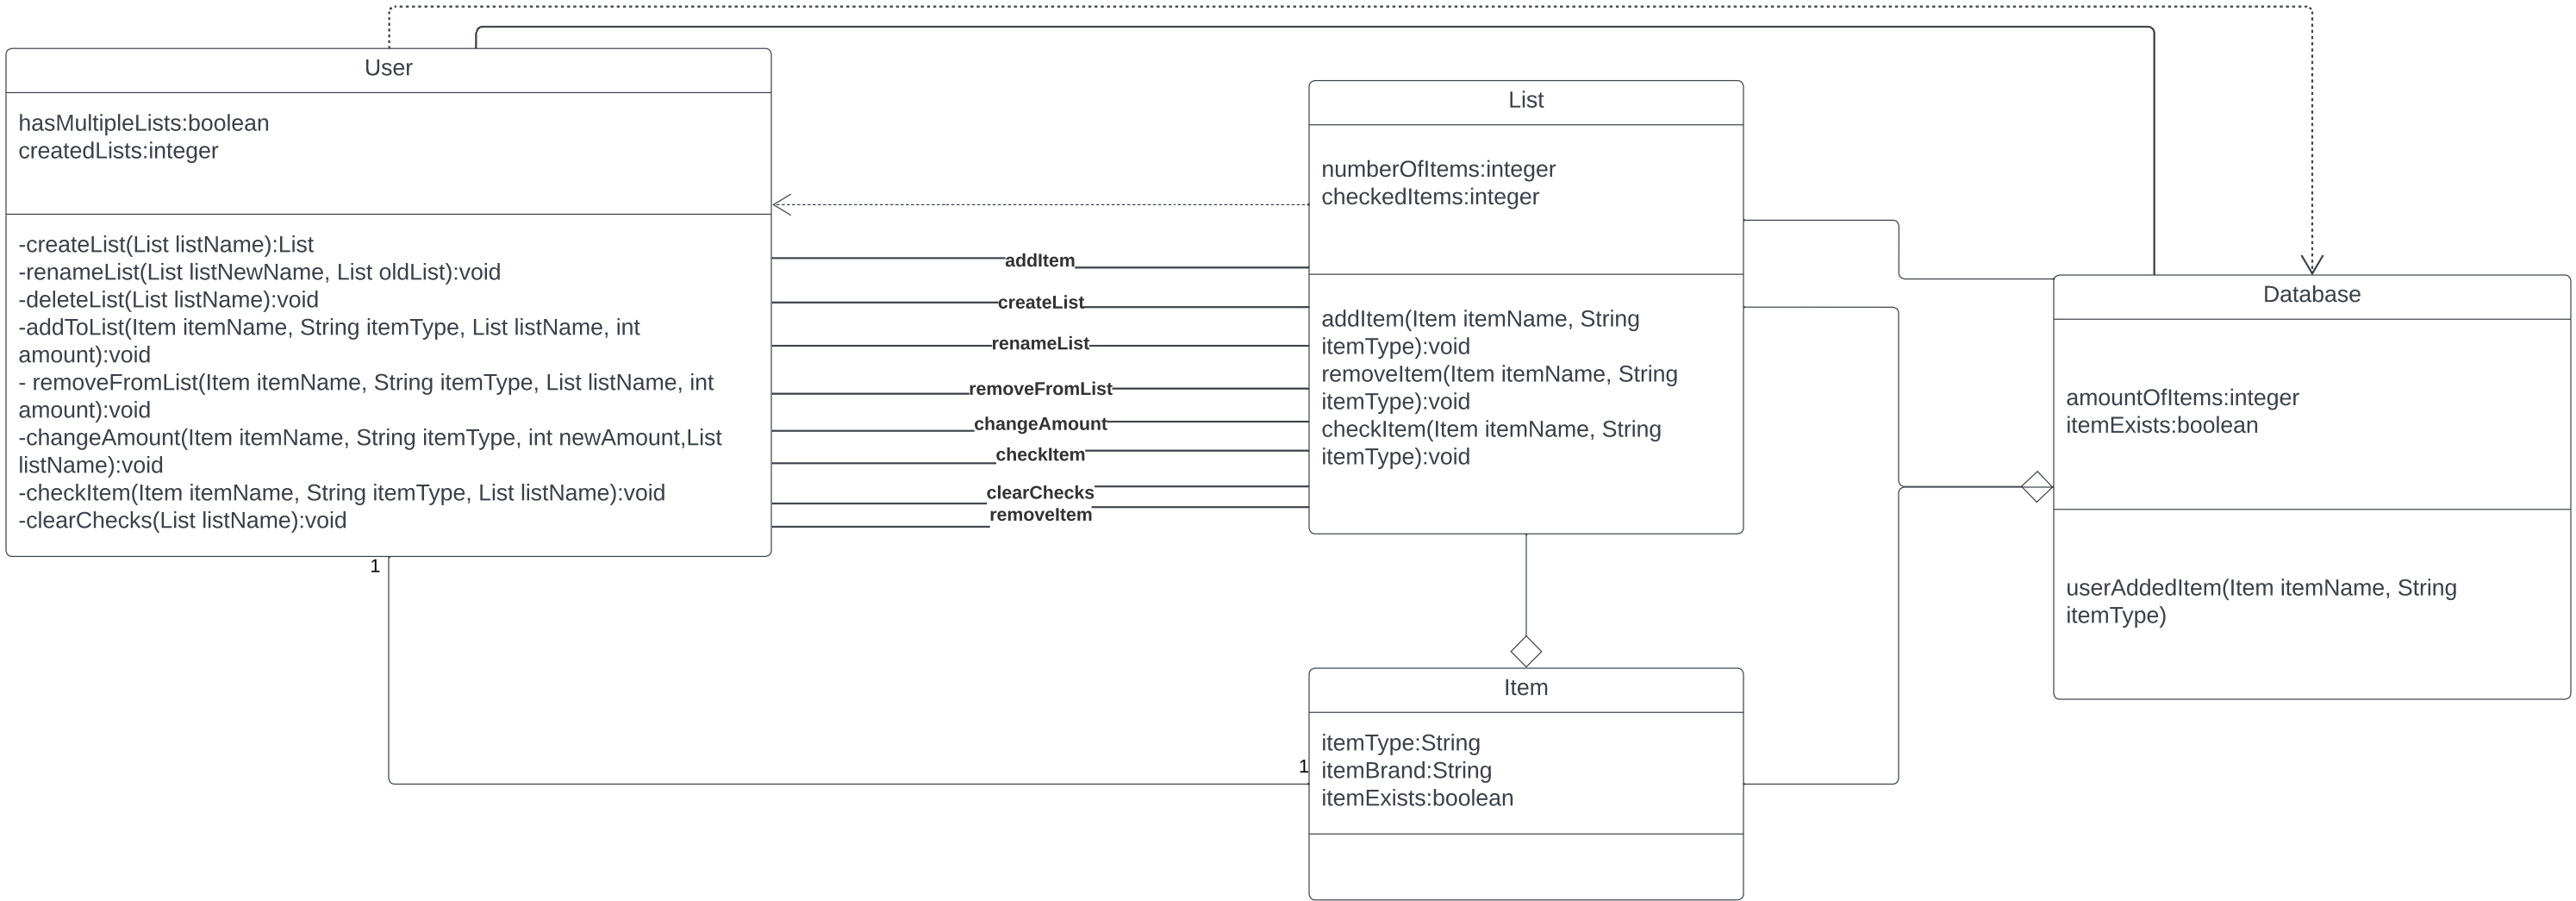 User
hasMultipleLists:boolean
createdLists:integer
-createList(List listName):List
-renameList(List listNewName, List oldList):void
-deleteList(List listName):void
-addToList(Item itemName, String itemType, List listName, int
amount):void
- removeFromList(Item itemName, String itemType, List listName, int
amount):void
-changeAmount(Item itemName, String itemType, int newAmount,List
listName):void
-checkItem(Item itemName, String itemType, List listName):void
-clearChecks(List listName):void
1
addItem
createList
renameList
removeFromList
changeAmount
checkItem
clearChecks
removeItem
List
numberOfItems:integer
checkedItems:integer
addItem(Item itemName, String
itemType):void
removeItem(Item itemName, String
itemType):void
checkItem(Item itemName, String
itemType):void
1
Item
itemType:String
itemBrand:String
itemExists:boolean
Database
amountOfItems:integer
itemExists:boolean
userAddedItem(Item itemName, String
itemType)